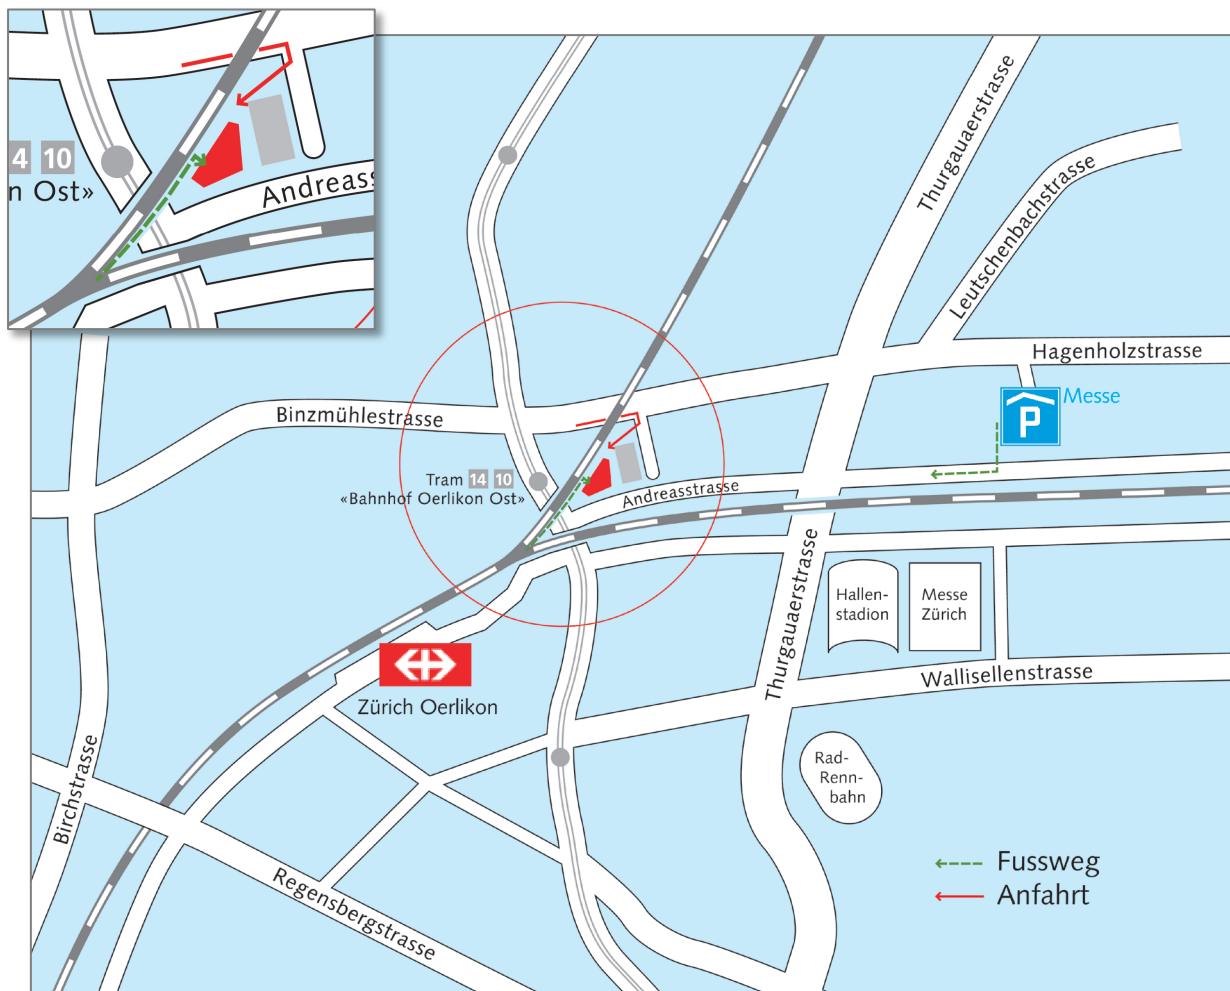 4 10
n Ost»
Andreass
Thurgauaerstrasse
Leutschenbachstrasse
Hagenholzstrasse
P
Messe
Binzmühlestrasse
Tram 14 10
«Bahnhof Oerlikon Ost»
Andreasstrasse
Thurgauaerstrasse
Hallen-
stadion
Messe
Zürich
Wallisellenstrasse
Zürich Oerlikon
Birchstrasse
Rad-
Renn-
bahn
Regensbergstrasse
Fussweg
Anfahrt